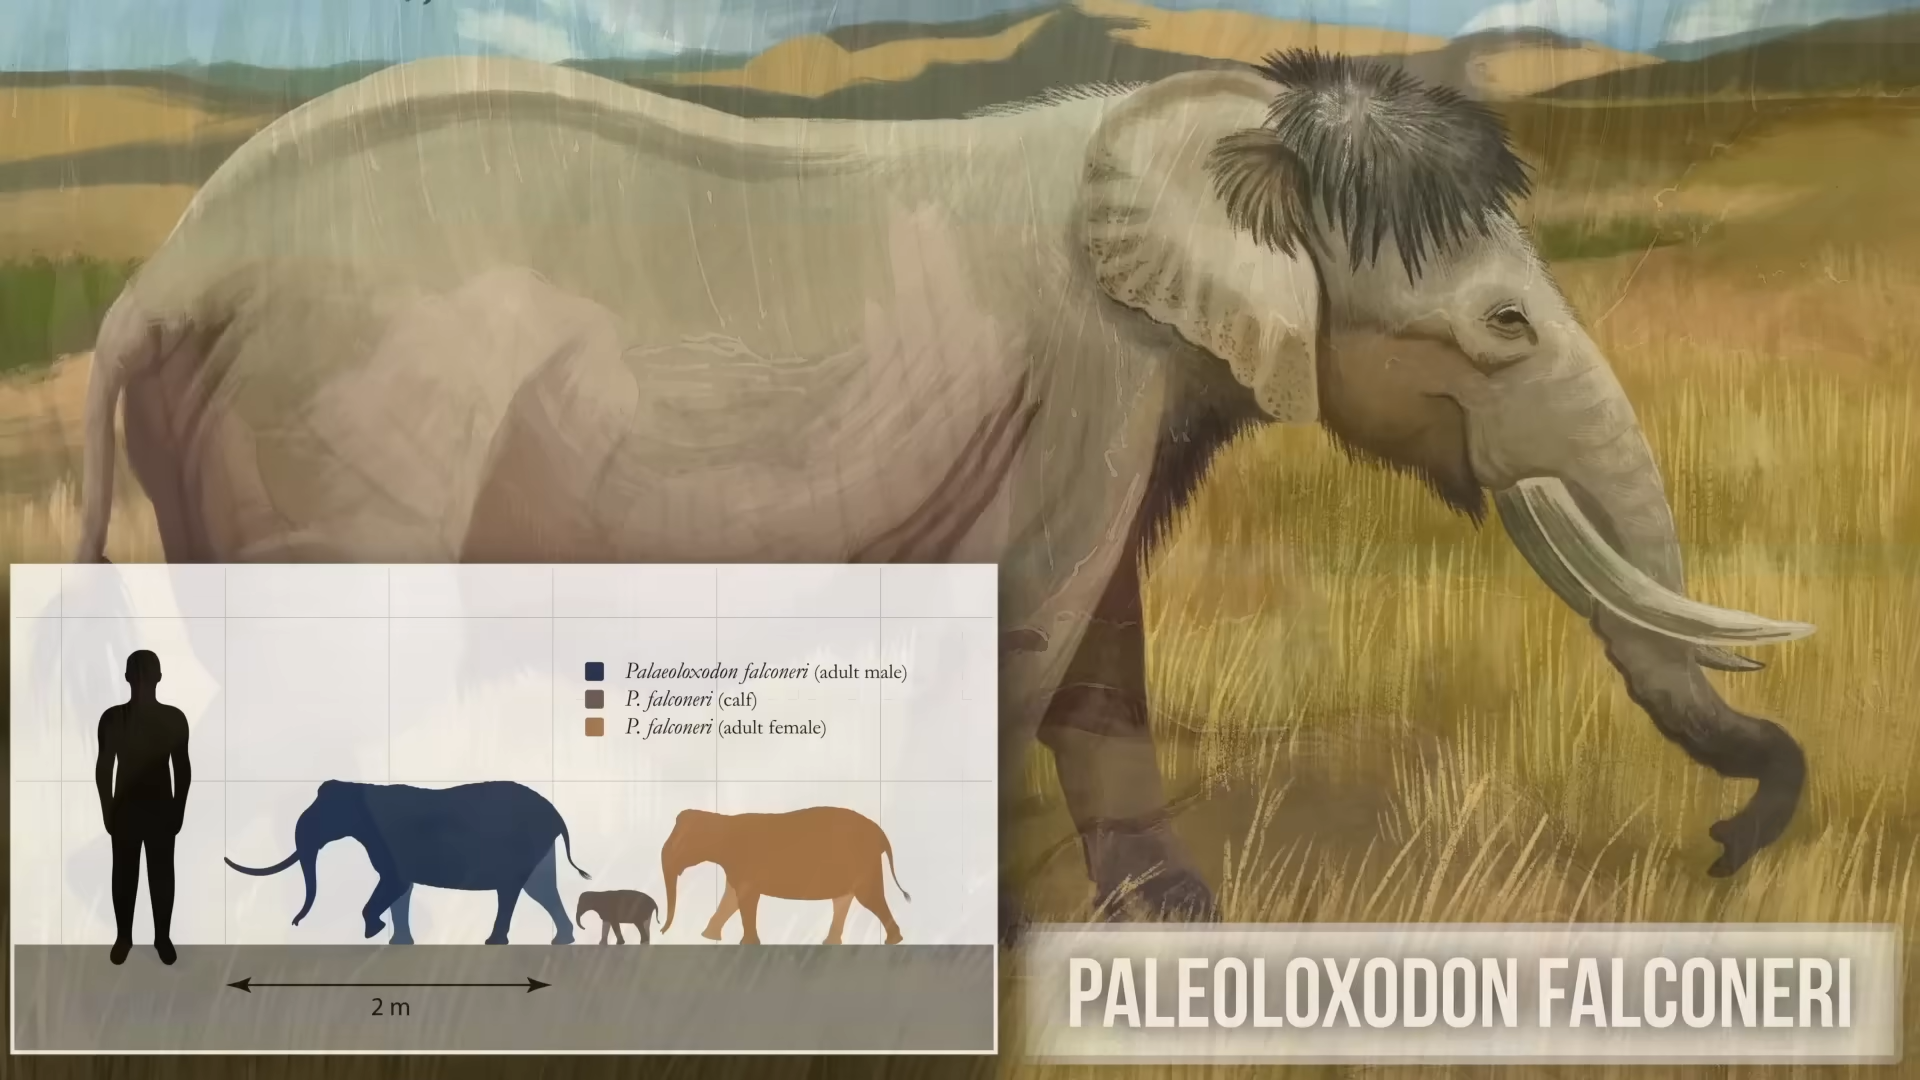 Palaeoloxodon falconeri (adult male)
P. falconeri (calf)
P. falconeri (adult female)
2 m
PALEOLOXODON FALCONERI